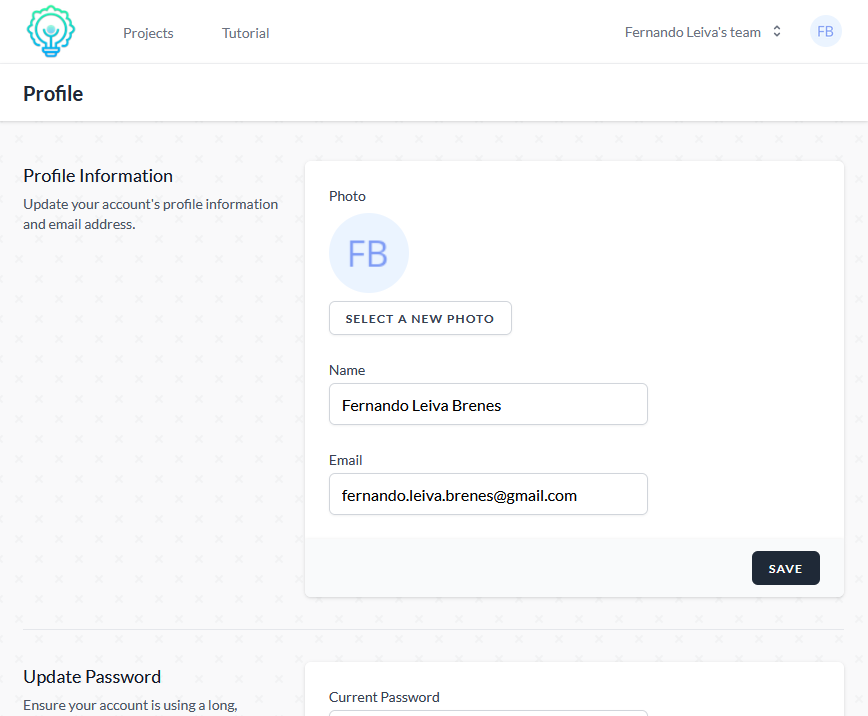 Projects
Tutorial
Fernando Leiva's team
FB
Profile
Profile Information
Update your account's profile information
and email address.
Photo
FB
SELECT A NEW PHOTO
Name
Fernando Leiva Brenes
Email
fernando.leiva.brenes@gmail.com
SAVE
Update Password
Ensure your account is using a long,
Current Password